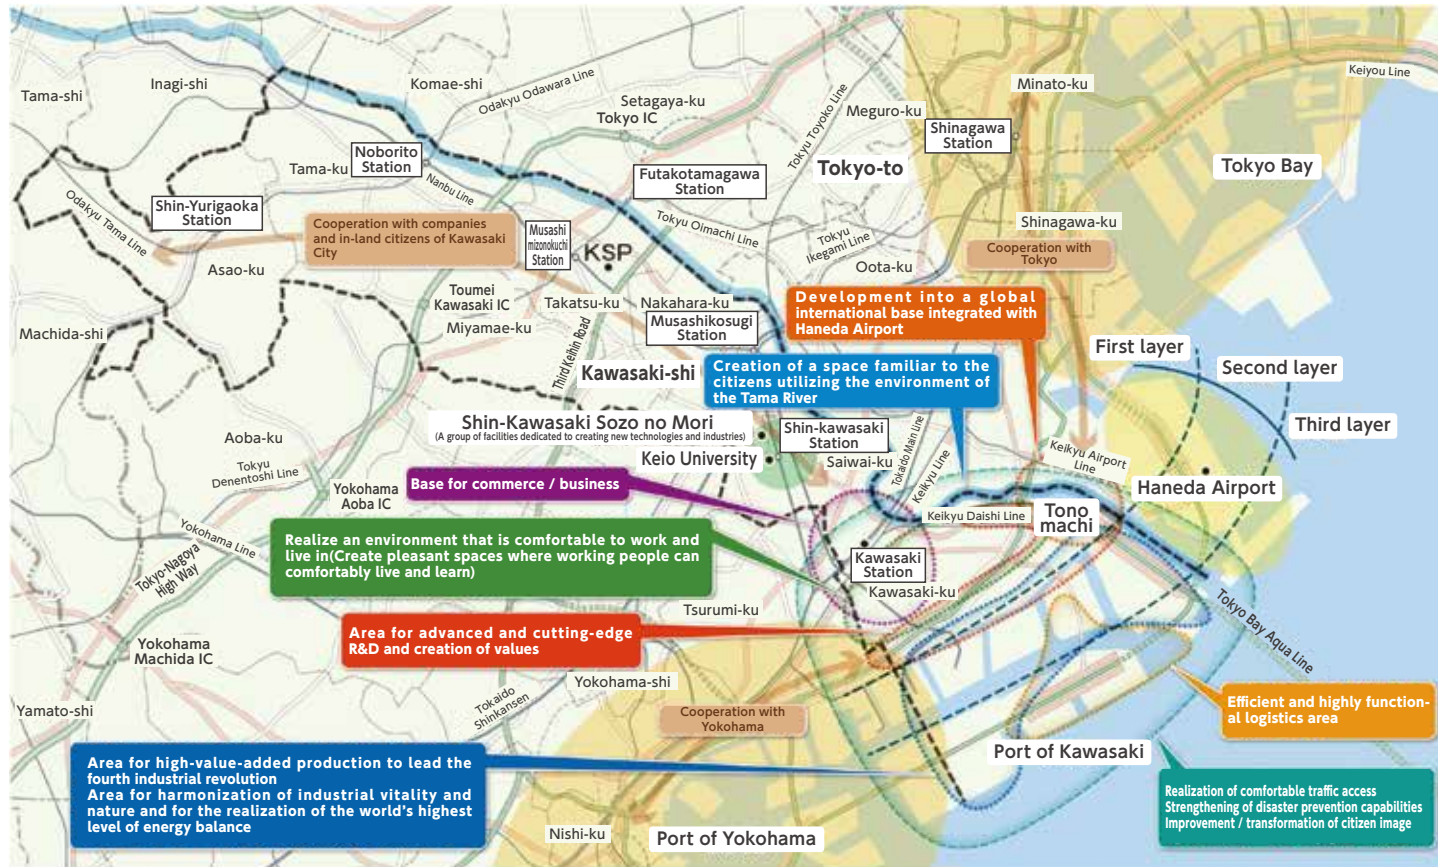 Keiyou Line
Tama-shi
Inagi-shi
Komae-shi
Odakyu Odawara Line
Setagaya-ku
Tokyo IC
Tokyu Toyoko Line
Meguro-ku
Minato-ku
Shinagawa
Station
Tokyo-to
Tokyo Bay
Noborito
Station
Tama-ku
Nanbu Line
Futakotamagawa
Station
Shin-Yurigaoka
Station
Odakyu Tama Line
Cooperation with companies
and in-land citizens of Kawasaki
City
Musashi
mizonokuchi
Station
KSP
Tokyu Oimachi Line
Tokyu
Ikegami Line
Shinagawa-ku
Cooperation with
Tokyo
Asao-ku
Oota-ku
Toumei
Kawasaki IC
Takatsu-ku
Nakahara-ku
Development into a global
international base integrated with
Haneda Airport
Machida-shi
Miyamae-ku
Musashikosugi
Station
Third Keihin Road
First layer
Second layer
Third layer
Kawasaki-shi
Creation of a space familiar to the
citizens utilizing the environment of
the Tama River
Shin-Kawasaki Sozo no Mori
(A group of facilities dedicated to creating new technologies and industries)
Shin-kawasaki
Station
Tokaido Main Line
Keikyu Line
Aoba-ku
Keio University
Saiwai-ku
Keikyu Airport
Line
Tokyu
Denentoshi Line
Base for commerce / business
Haneda Airport
Yokohama
Aoba IC
Keikyu Daishi Line
Tono
machi
Yokohama Line
Realize an environment that is comfortable to work and
live in(Create pleasant spaces where working people can
comfortably live and learn)
Kawasaki
Station
Kawasaki-ku
Tokyo-Nagoya
High Way
Tsurumi-ku
Tokyo Bay Aqua Line
Area for advanced and cutting-edge
R&D and creation of values
Yokohama
Machida IC
Yokohama-shi
Yamato-shi
Tokaido
Shinkansen
Cooperation with
Yokohama
Efficient and highly function-
al logistics area
Port of Kawasaki
Area for high-value-added production to lead the
fourth industrial revolution
Area for harmonization of industrial vitality and
nature and for the realization of the world's highest
level of energy balance
Realization of comfortable traffic access
Strengthening of disaster prevention capabilities
Improvement / transformation of citizen image
Nishi-ku
Port of Yokohama